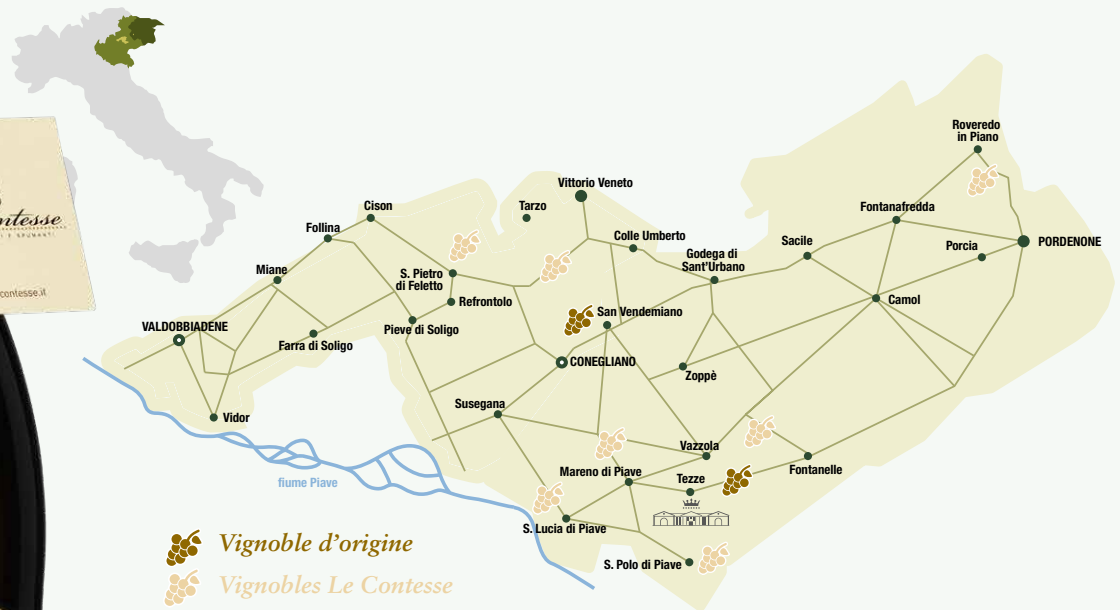 Roveredo
in Piano
Vittorio Veneto
Cison
Tarzo
Fontanafredda
Follina
Colle Umberto
Sacile
Porcia
PORDENONE
Godega di
Sant'Urbano
Miane
S. Pietro
di Feletto
Refrontolo
Camol
San Vendemiano
VALDOBBIADENE
Pieve di Soligo
Farra di Soligo
CONEGLIANO
Zoppè
Susegana
Vidor
Vazzola
Mareno di Piave
Tezze
Fontanelle
fiume Piave
S. Lucia di Piave
S. Polo di Piave
Vignoble d'origine
Vignobles Le Contesse
ntesse
I E SPUMANTI
contesse.it